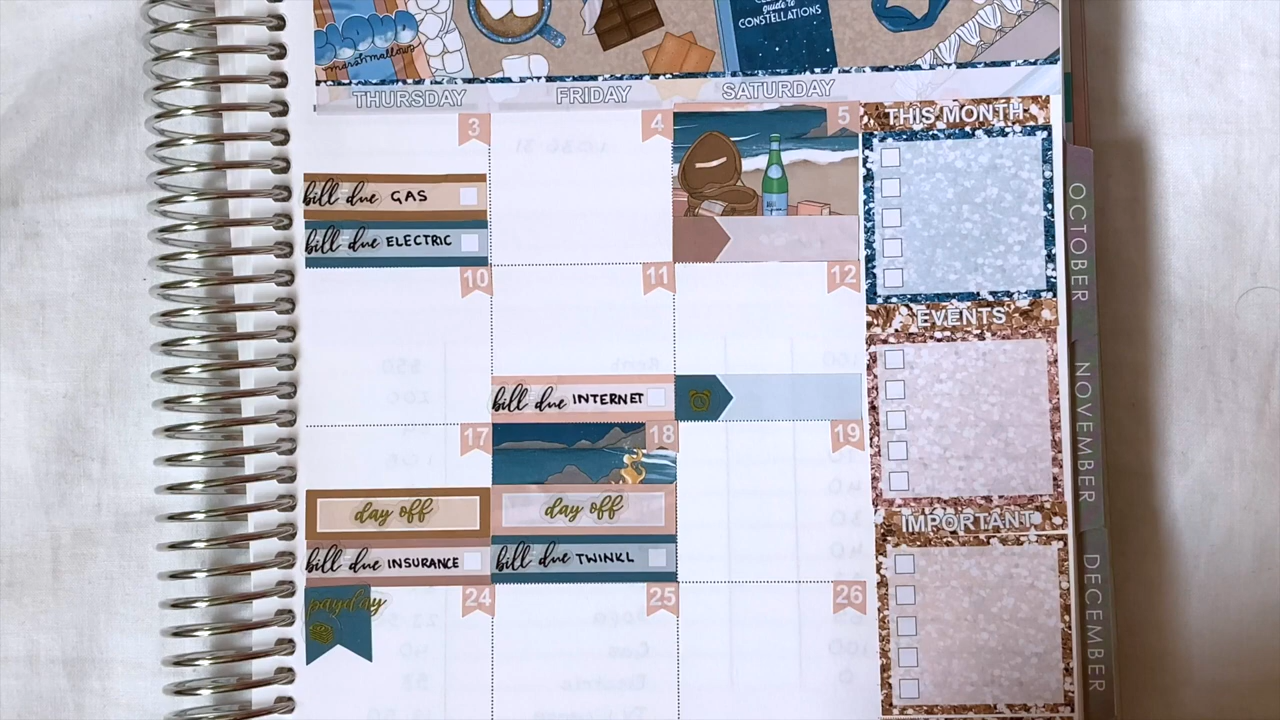 CLOUD
marshmallows
guide to
CONSTELLATIONS
THURSDAY FRIDAY SATURDAY
3 4 5
THIS MONTH
bill due GAS
bill due ELECTRIC
10 11 12
EVENTS
bill due INTERNET
17 18 19
day off day off
IMPORTANT
bill due INSURANCE bill due TWINKL
payday 24 25 26
OCTOBER
NOVEMBER
DECEMBER